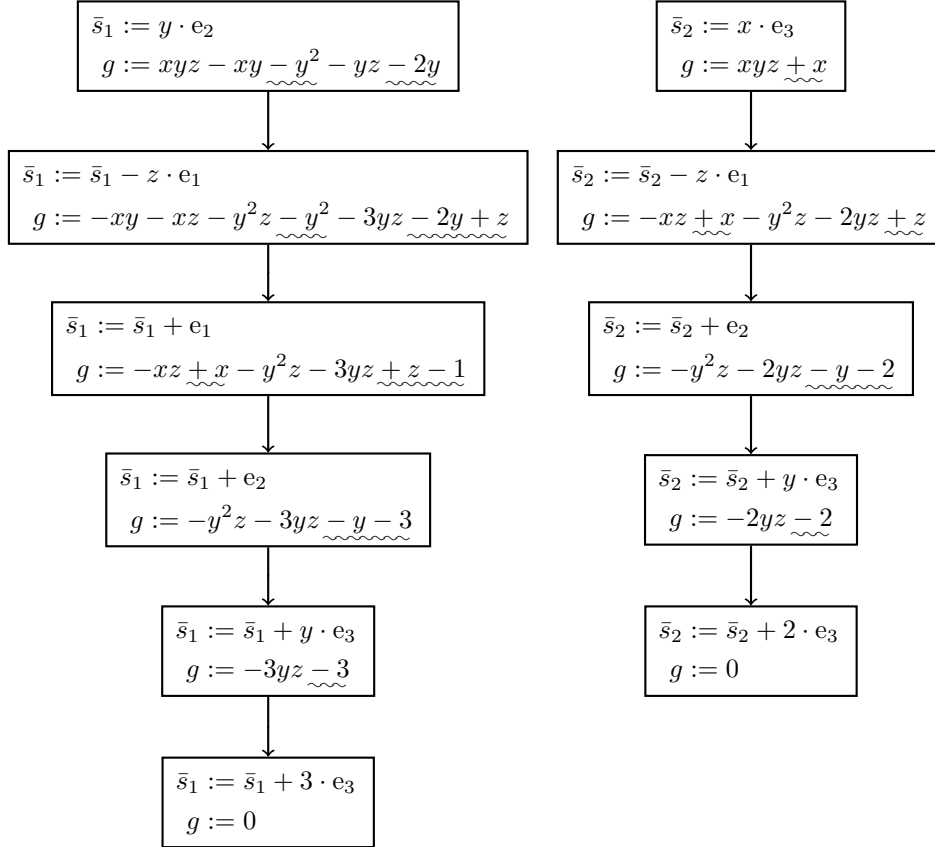 s̄₁ := y · e₂
g := xyz − xy − y² − yz − 2y
s̄₁ := s̄₁ − z · e₁
g := −xy − xz − y²z − y² − 3yz − 2y + z
s̄₁ := s̄₁ + e₁
g := −xz + x − y²z − 3yz + z − 1
s̄₁ := s̄₁ + e₂
g := −y²z − 3yz − y − 3
s̄₁ := s̄₁ + y · e₃
g := −3yz − 3
s̄₁ := s̄₁ + 3 · e₃
g := 0
s̄₂ := x · e₃
g := xyz + x
s̄₂ := s̄₂ − z · e₁
g := −xz + x − y²z − 2yz + z
s̄₂ := s̄₂ + e₂
g := −y²z − 2yz − y − 2
s̄₂ := s̄₂ + y · e₃
g := −2yz − 2
s̄₂ := s̄₂ + 2 · e₃
g := 0